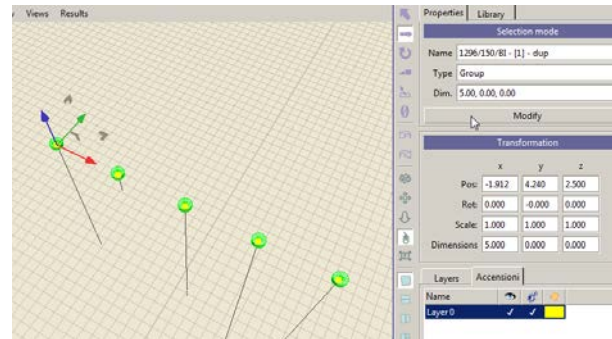 Views Results
Properties Library
Selection mode
Name 1296/150/BI - [1] - dup
Type Group
Dim. 5.00, 0.00, 0.00
Modify
Transformation
x y z
Pos: -1.912 4.240 2.500
Rot: 0.000 -0.000 0.000
Scale: 1.000 1.000 1.000
Dimensions 5.000 0.000 0.000
Layers Accensioni
Name
Layer 0